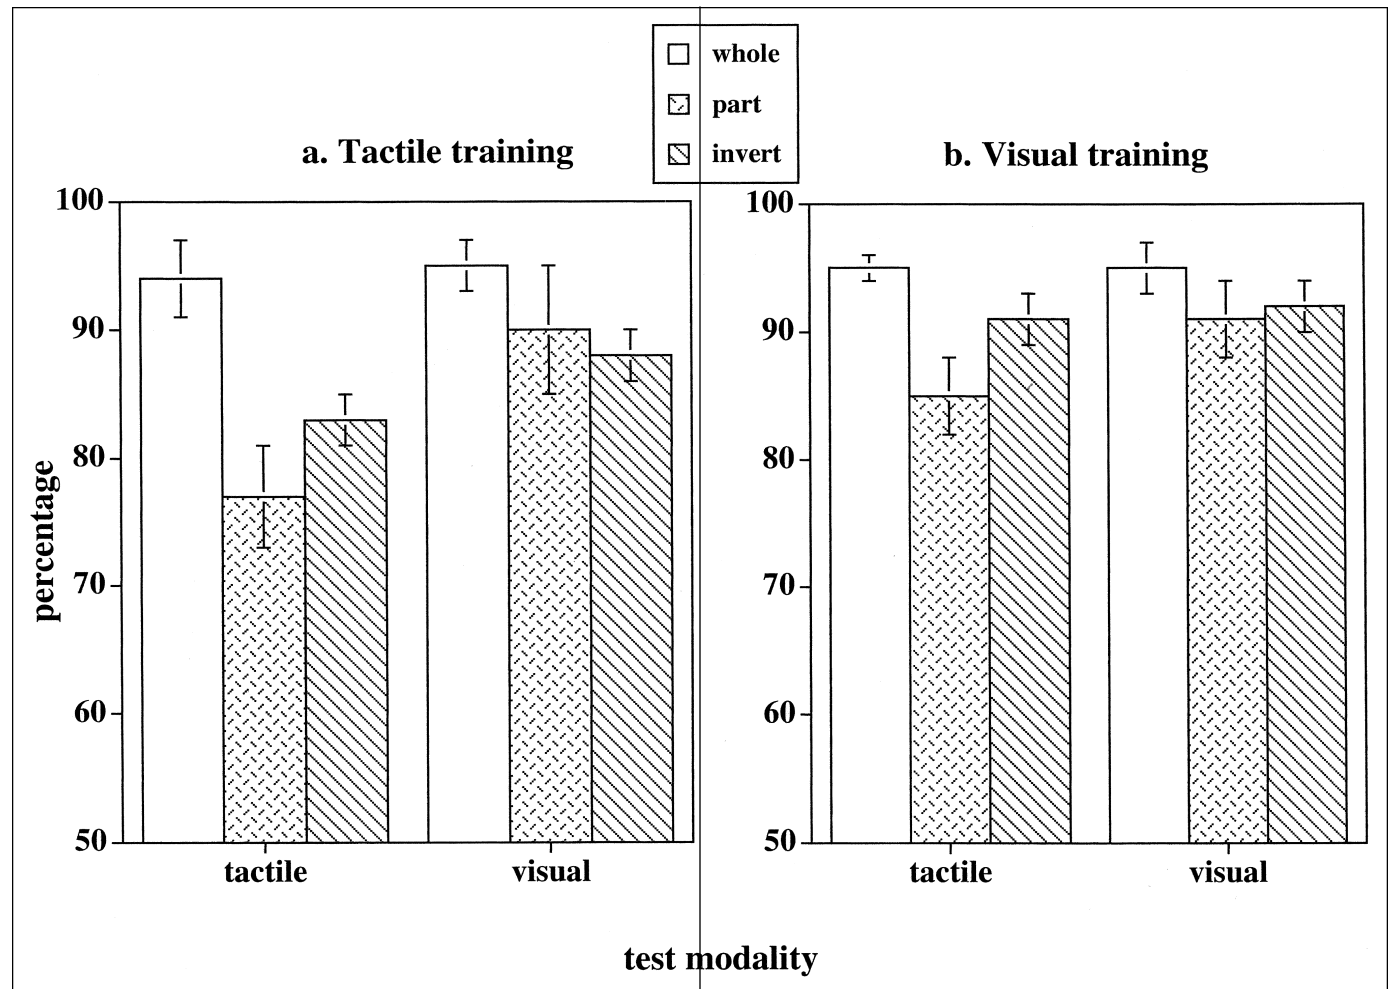 whole
part
invert
a. Tactile training
b. Visual training
100
90
80
70
60
50
percentage
tactile
visual
100
90
80
70
60
50
tactile
visual
test modality